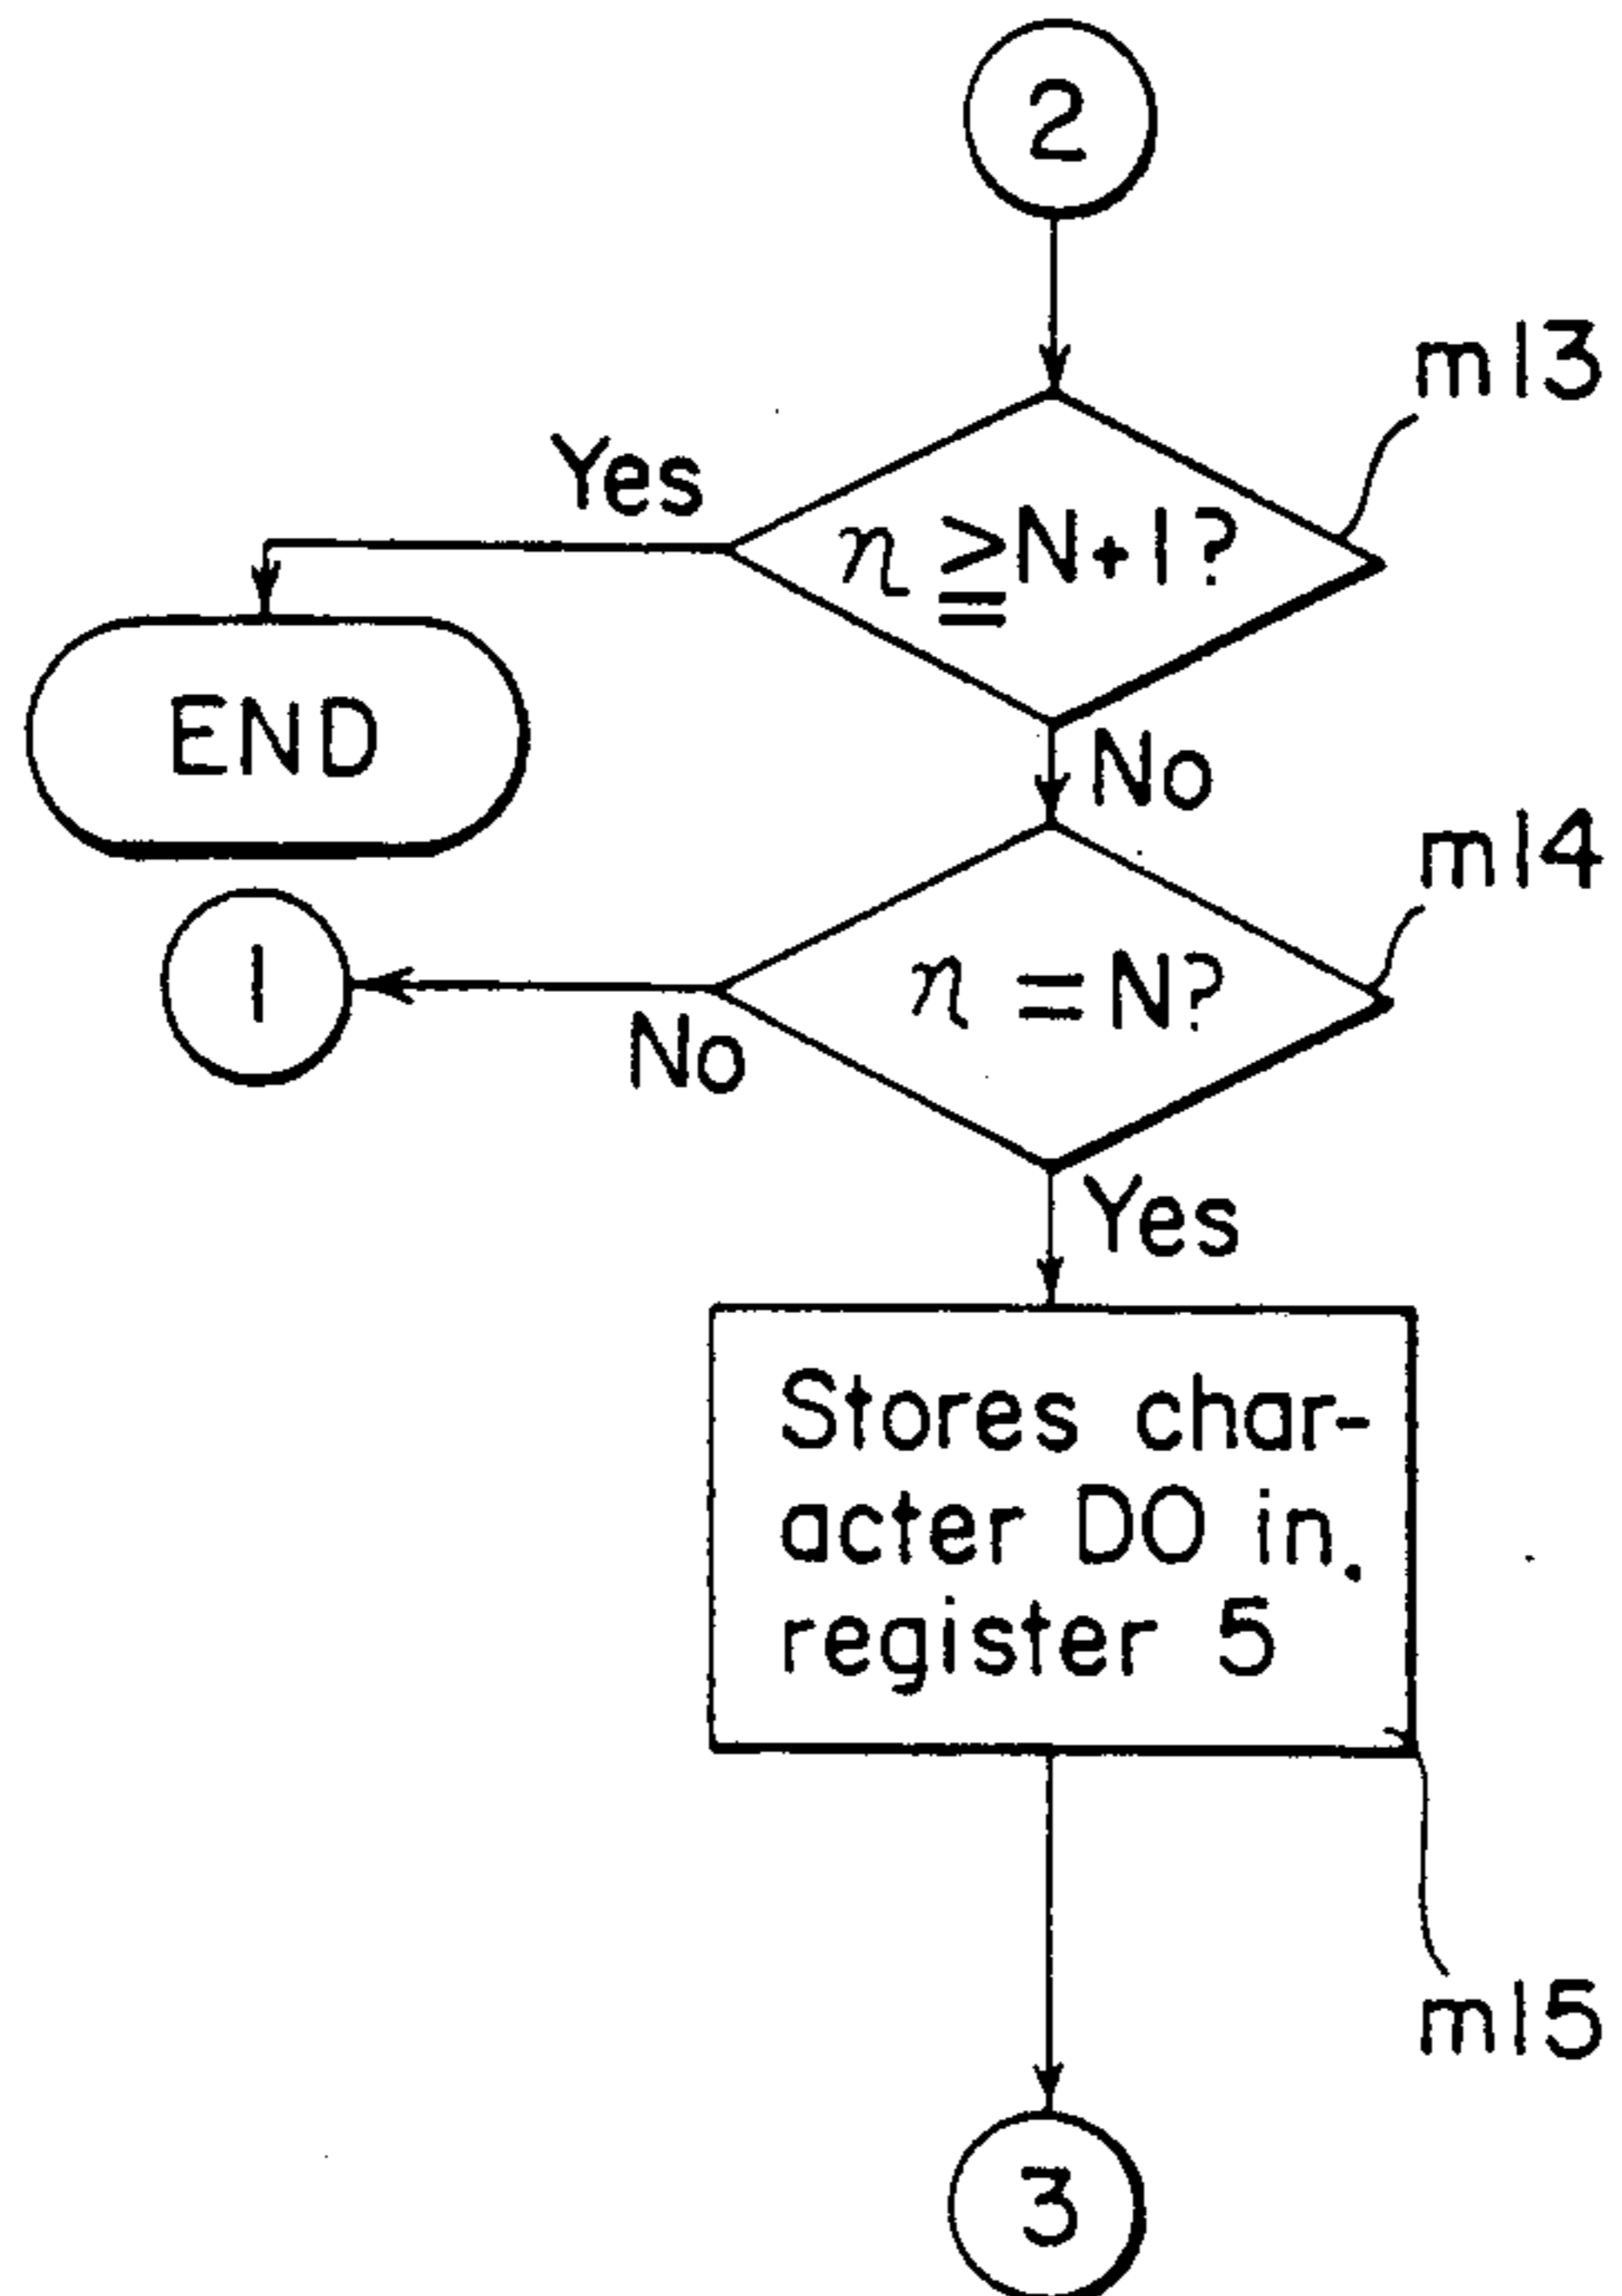 2
m13
Yes
n ≧ N+1?
END
No
m14
1
n = N?
No
Yes
Stores char-
acter DO in.
register 5
m15
3